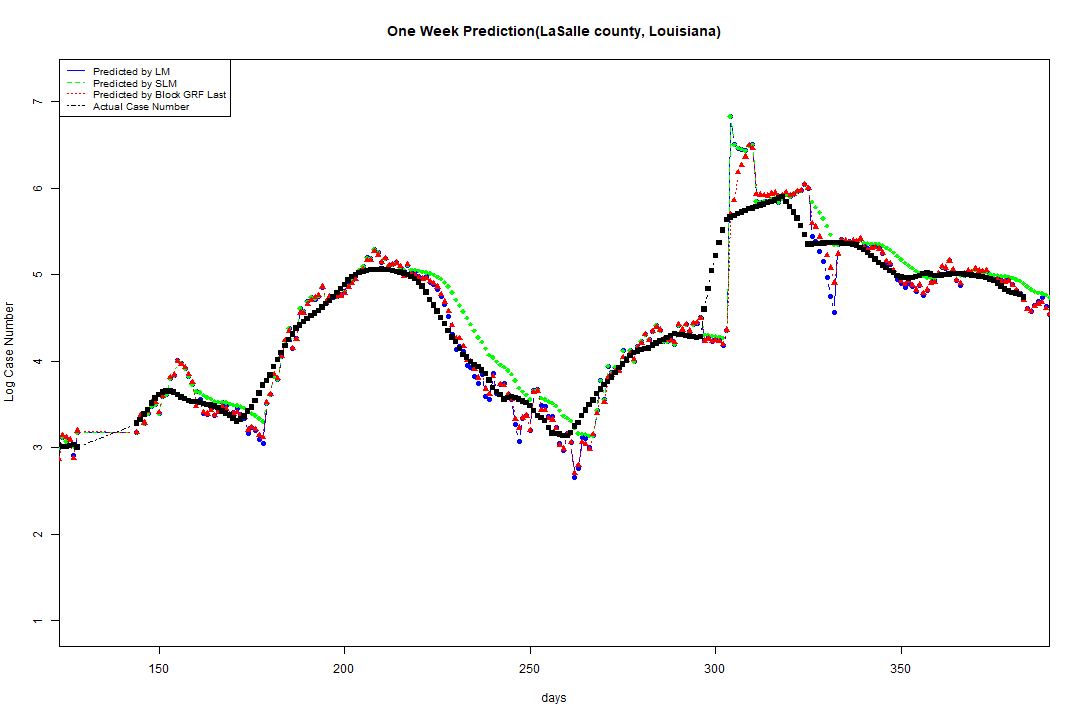 One Week Prediction(LaSalle county, Louisiana)
Predicted by LM
Predicted by SLM
Predicted by Block GRF Last
Actual Case Number
7
6
5
4
3
2
1
Log Case Number
150 200 250 300 350
days